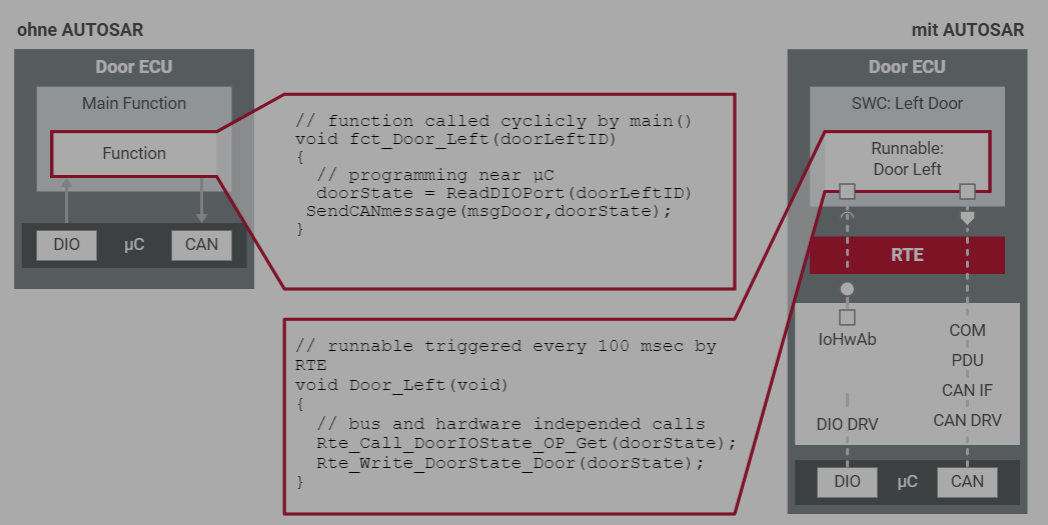 ohne AUTOSAR
Door ECU
Main Function
Function
DIO
µC
CAN
// function called cyclicly by main()
void fct_Door_Left(doorLeftID)
{
// programming near µC
doorState = ReadDIOPort(doorLeftID)
SendCANmessage(msgDoor,doorState);
}
// runnable triggered every 100 msec by
RTE
void Door_Left(void)
{
// bus and hardware independed calls
Rte_Call_DoorIOState_OP_Get(doorState);
Rte_Write_DoorState_Door(doorState);
}
mit AUTOSAR
Door ECU
SWC: Left Door
Runnable:
Door Left
RTE
IoHwAb
DIO DRV
COM
PDU
CAN IF
CAN DRV
DIO
µC
CAN